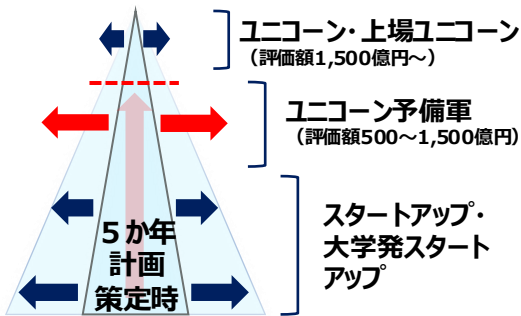 ユニコーン・上場ユニコーン
（評価額1,500億円～）
ユニコーン予備軍
（評価額500～1,500億円）
スタートアップ・
大学発スタート
アップ
５か年
計画
策定時